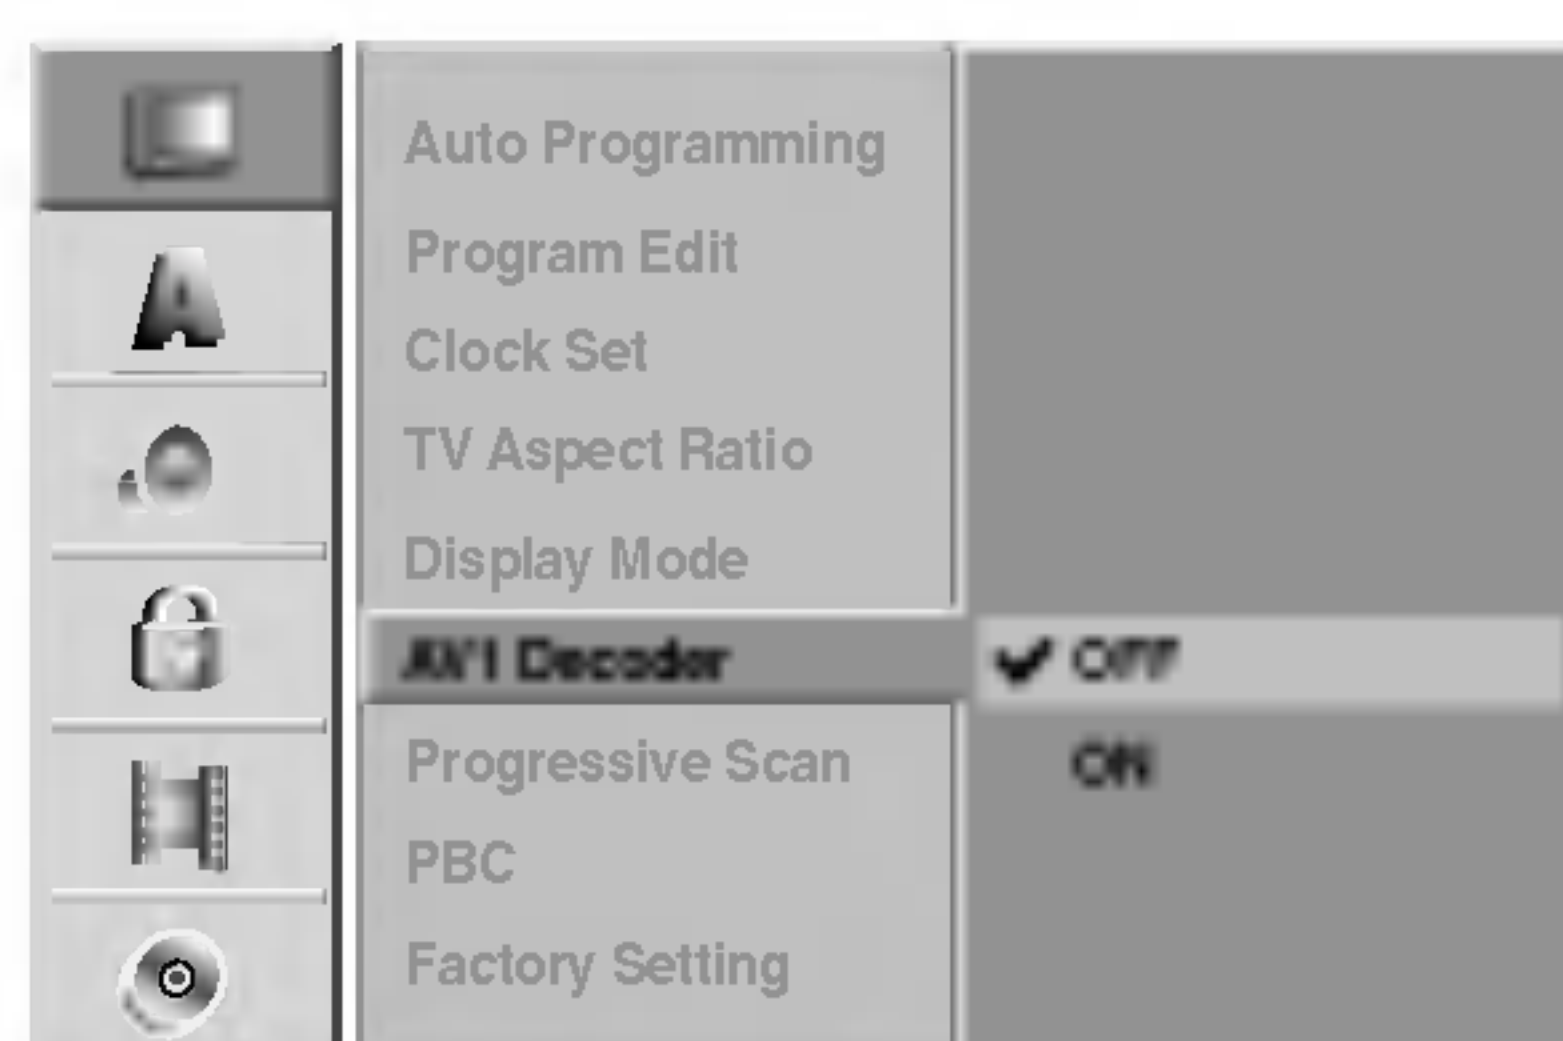 Auto Programming
Program Edit
Clock Set
TV Aspect Ratio
Display Mode
AV1 Decoder
OFF
ON
Progressive Scan
PBC
Factory Setting